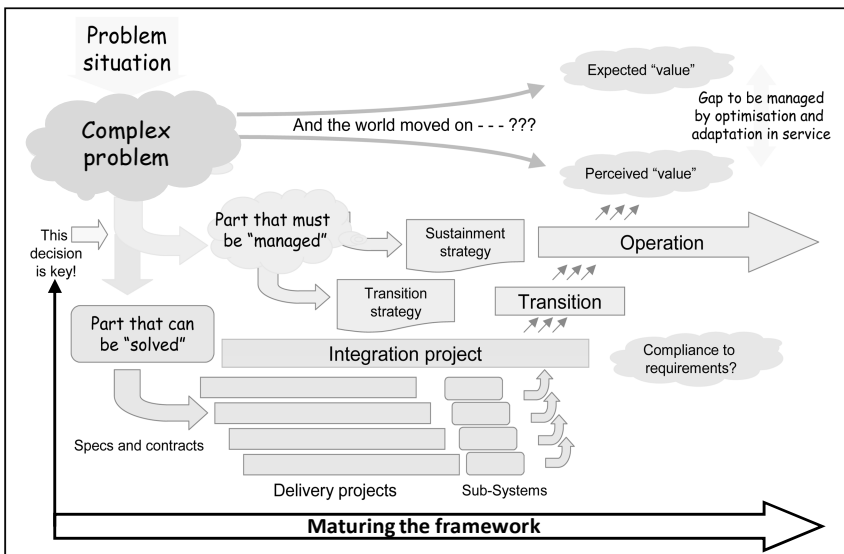 Problem
situation
Complex
problem
And the world moved on - - - ???
Expected “value”
Gap to be managed
by optimisation and
adaptation in service
Perceived “value”
This
decision
is key!
Part that must
be “managed”
Sustainment
strategy
Operation
Transition
strategy
Transition
Part that can
be “solved”
Integration project
Compliance to
requirements?
Specs and contracts
Delivery projects
Sub-Systems
Maturing the framework